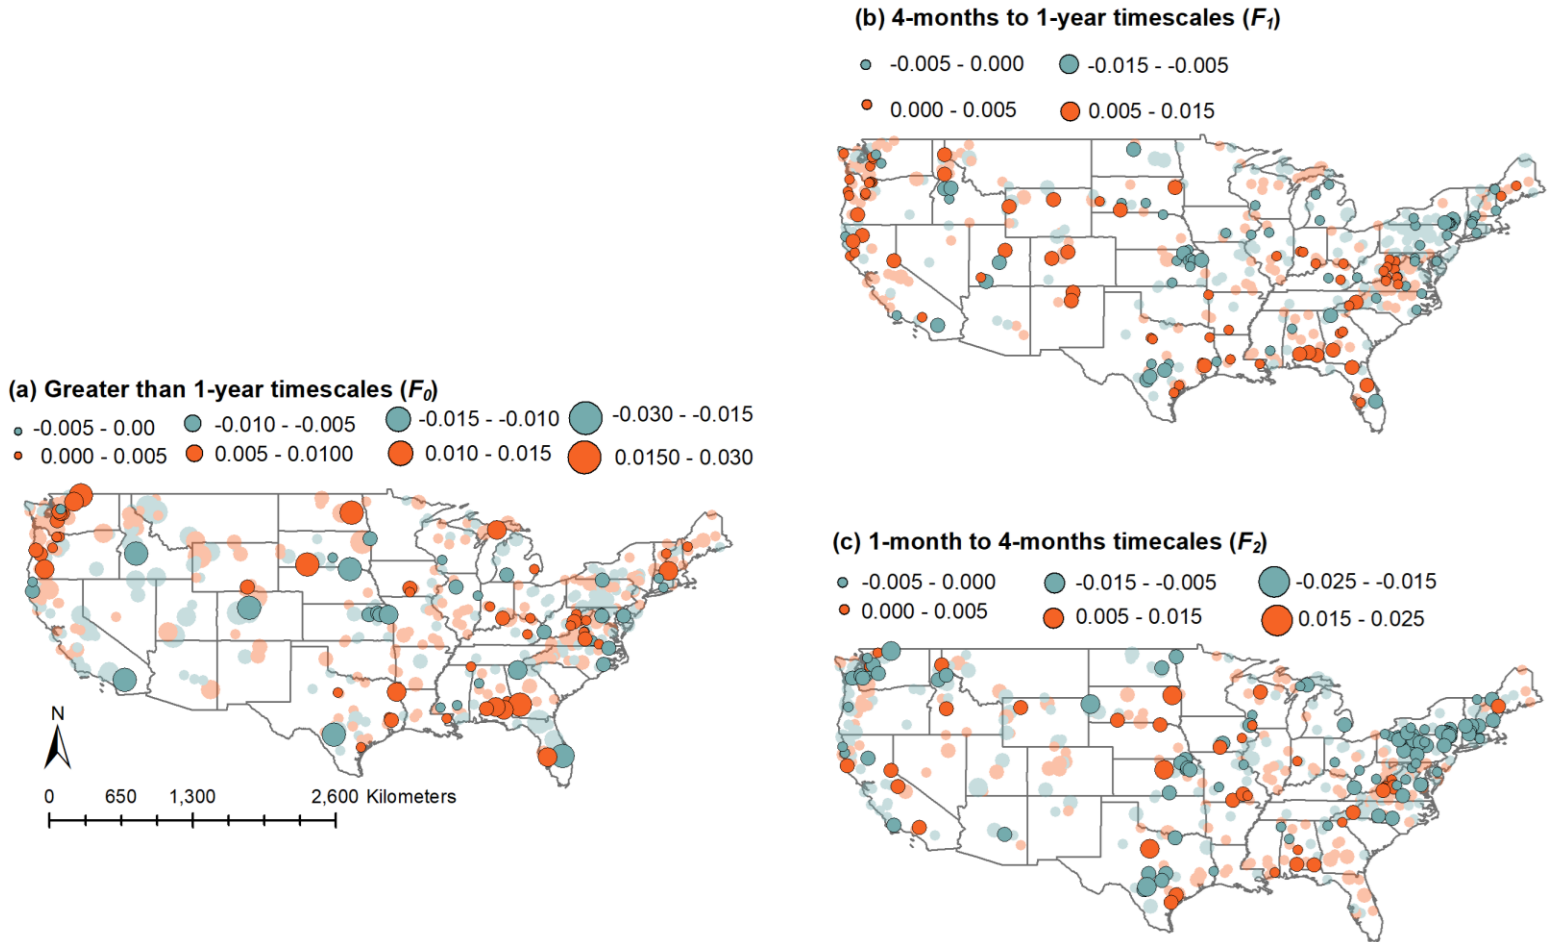 (b) 4-months to 1-year timescales (F1)
-0.005 - 0.000 -0.015 - -0.005
0.000 - 0.005 0.005 - 0.015
(a) Greater than 1-year timescales (F0)
-0.005 - 0.00 -0.010 - -0.005 -0.015 - -0.010 -0.030 - -0.015
0.000 - 0.005 0.005 - 0.0100 0.010 - 0.015 0.0150 - 0.030
N
0 650 1,300 2,600 Kilometers
(c) 1-month to 4-months timecales (F2)
-0.005 - 0.000 -0.015 - -0.005 -0.025 - -0.015
0.000 - 0.005 0.005 - 0.015 0.015 - 0.025